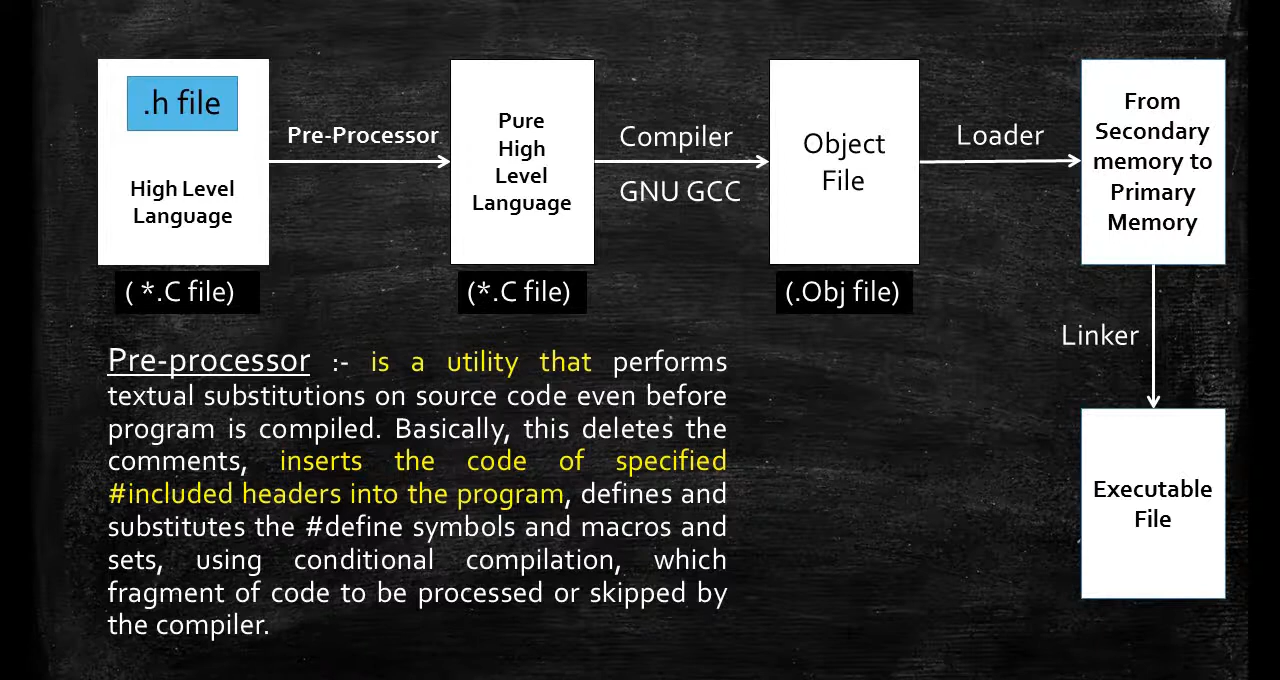 .h file
High Level
Language
( *.C file)
Pre-Processor
Pure
High
Level
Language
(*.C file)
Compiler
GNU GCC
Object
File
(.Obj file)
Loader
From
Secondary
memory to
Primary
Memory
Linker
Executable
File
Pre-processor :- is a utility that performs
textual substitutions on source code even before
program is compiled. Basically, this deletes the
comments, inserts the code of specified
#included headers into the program, defines and
substitutes the #define symbols and macros and
sets, using conditional compilation, which
fragment of code to be processed or skipped by
the compiler.